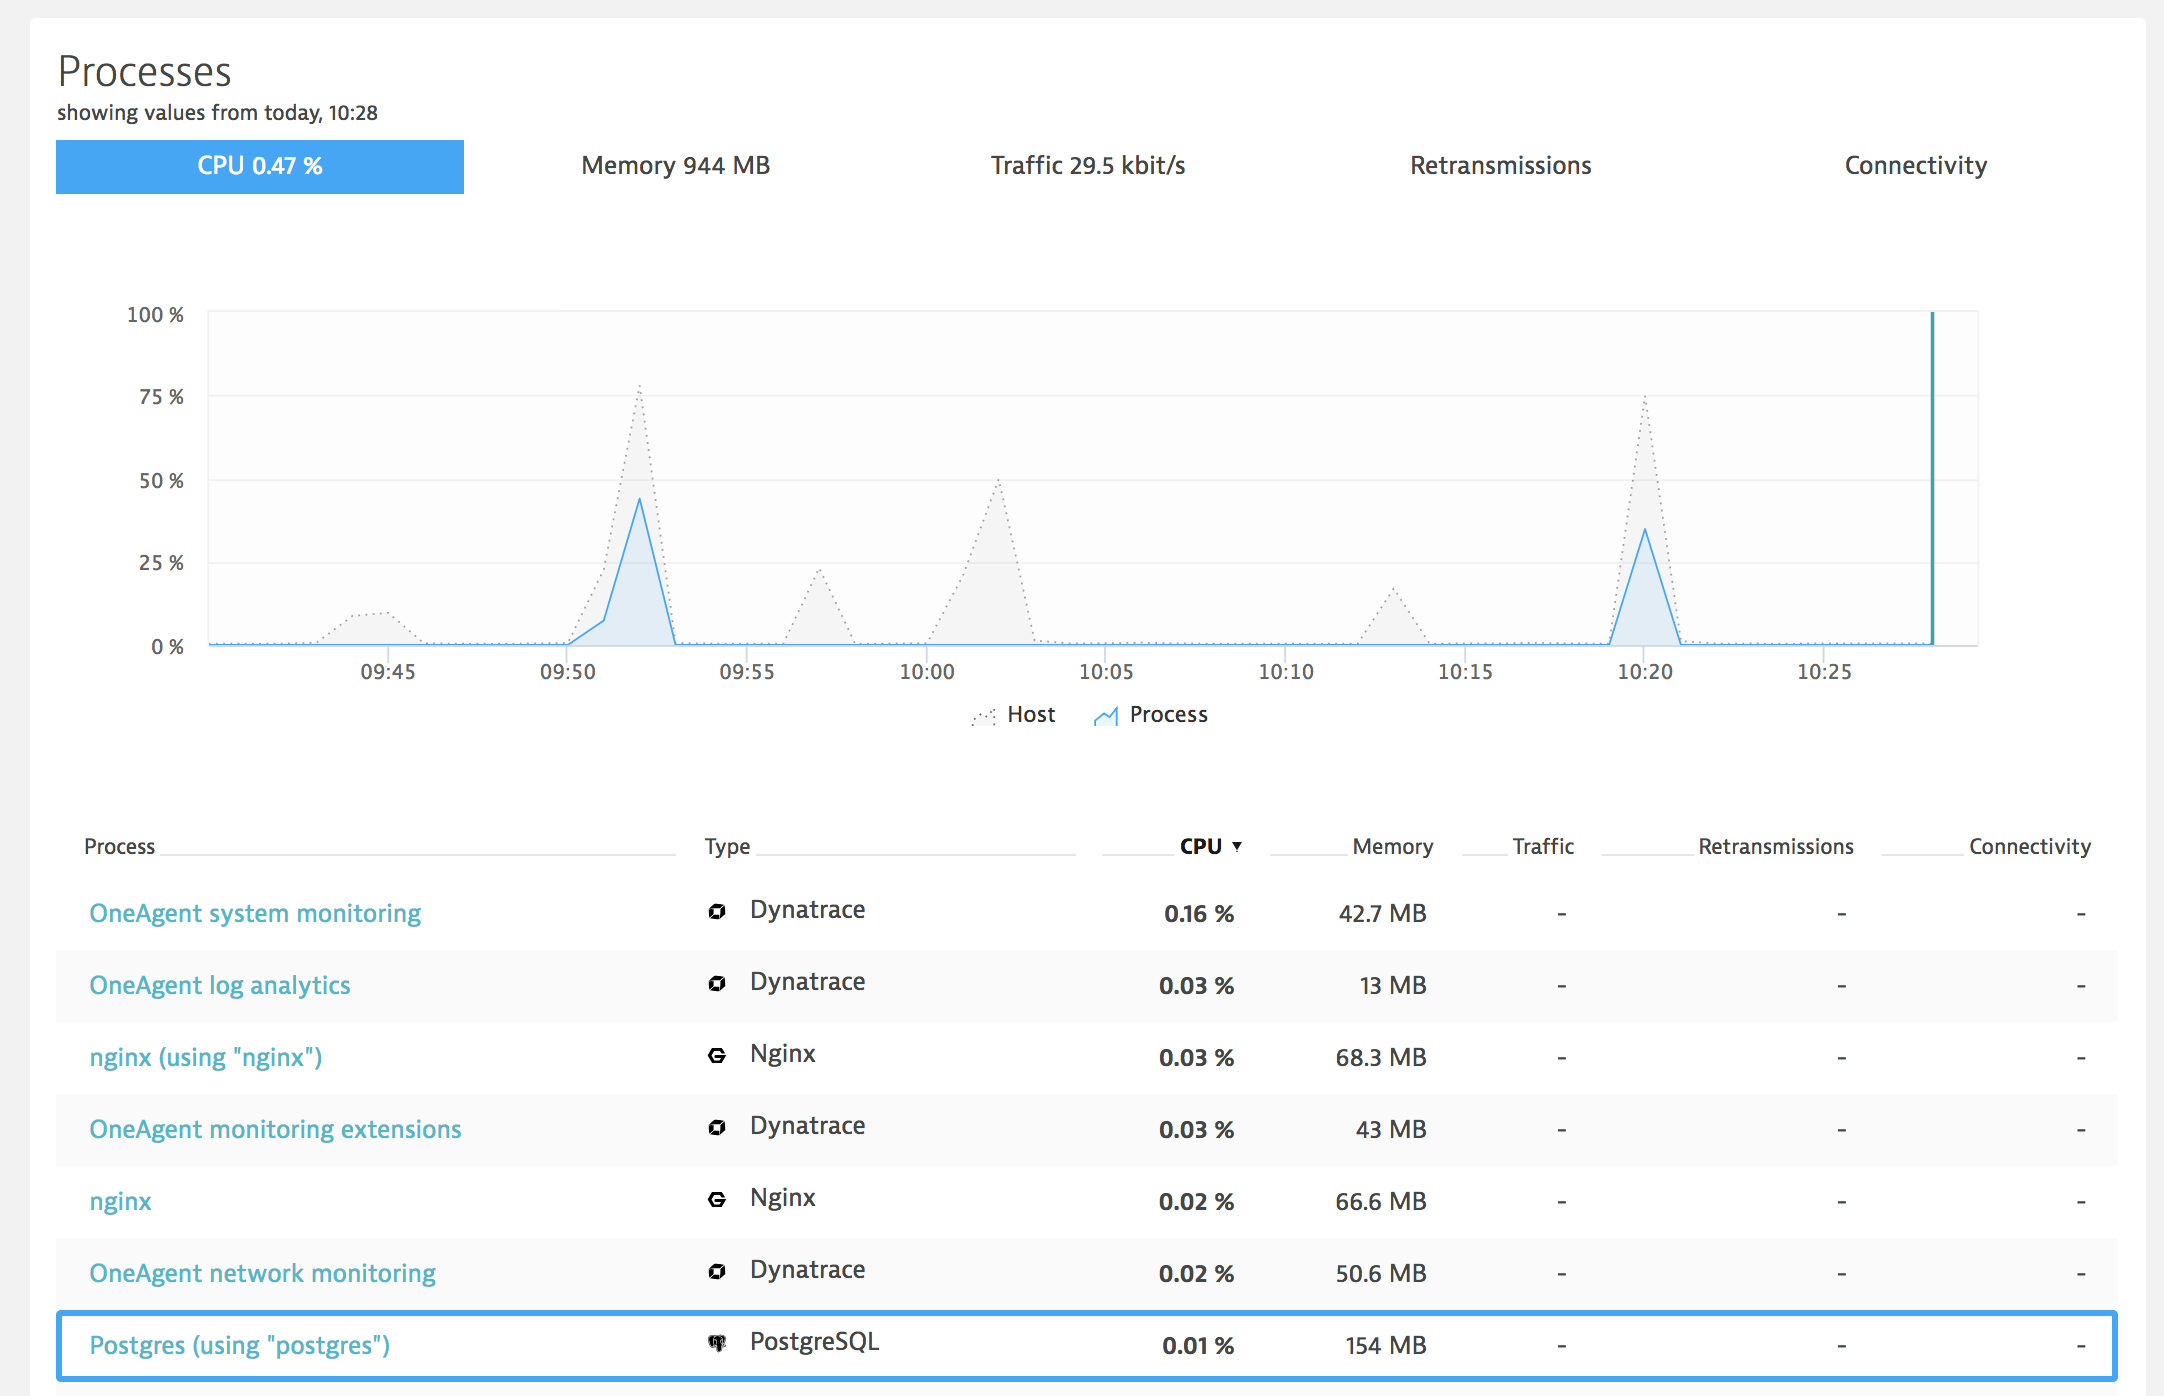 Processes
showing values from today, 10:28
CPU 0.47 % Memory 944 MB Traffic 29.5 kbit/s Retransmissions Connectivity
100 %
75 %
50 %
25 %
0 %
09:45 09:50 09:55 10:00 10:05 10:10 10:15 10:20 10:25
Host Process
Process Type CPU ▼ Memory Traffic Retransmissions Connectivity
OneAgent system monitoring Dynatrace 0.16 % 42.7 MB - - -
OneAgent log analytics Dynatrace 0.03 % 13 MB - - -
nginx (using "nginx") Nginx 0.03 % 68.3 MB - - -
OneAgent monitoring extensions Dynatrace 0.03 % 43 MB - - -
nginx Nginx 0.02 % 66.6 MB - - -
OneAgent network monitoring Dynatrace 0.02 % 50.6 MB - - -
Postgres (using "postgres") PostgreSQL 0.01 % 154 MB - - -